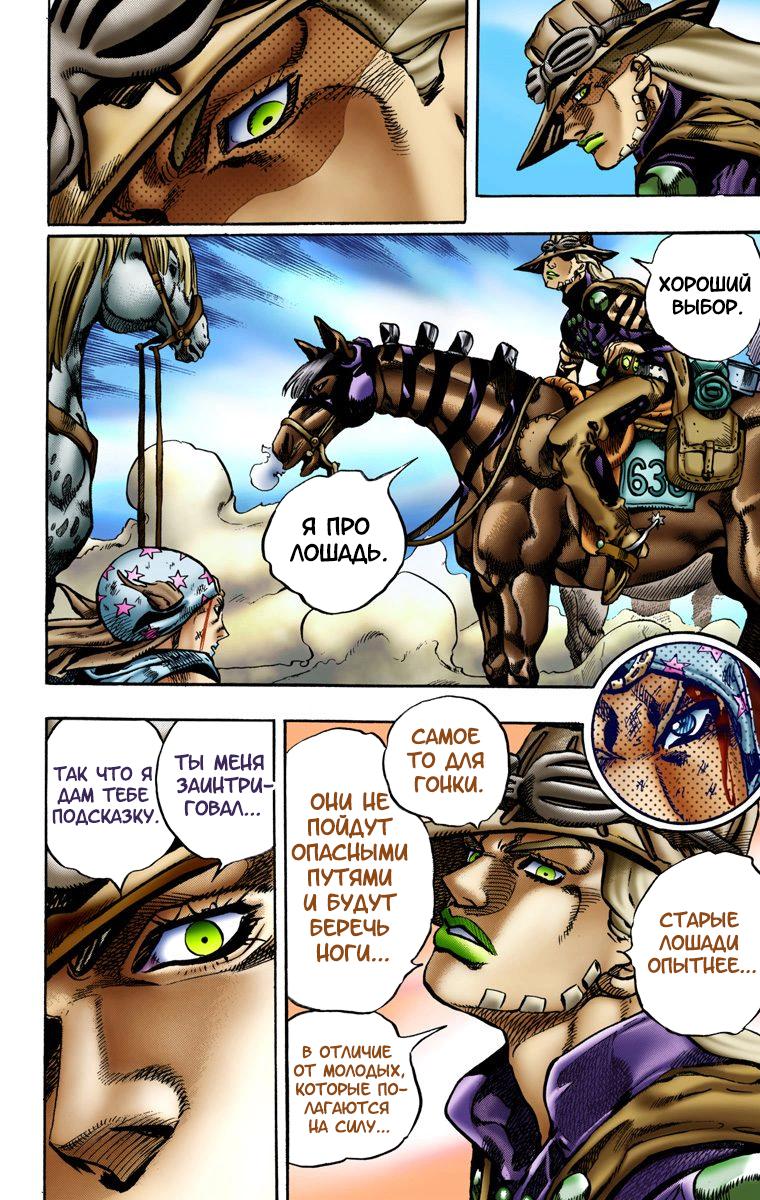 ХОРОШИЙ
ВЫБОР.
Я ПРО
ЛОШАДЬ.
636
СТАРЫЕ
ЛОШАДИ
ОПЫТНЕЕ...
САМОЕ
ТО ДЛЯ
ГОНКИ.
ОНИ НЕ
ПОЙДУТ
ОПАСНЫМИ
ПУТЯМИ
И БУДУТ
БЕРЕЧЬ
НОГИ...
В ОТЛИЧИЕ
ОТ МОЛОДЫХ,
КОТОРЫЕ ПО-
ЛАГАЮТСЯ
НА СИЛУ...
ТЫ МЕНЯ
ЗАИНТРИ-
ГОВАЛ...
ТАК ЧТО Я
ДАМ ТЕБЕ
ПОДСКАЗКУ.